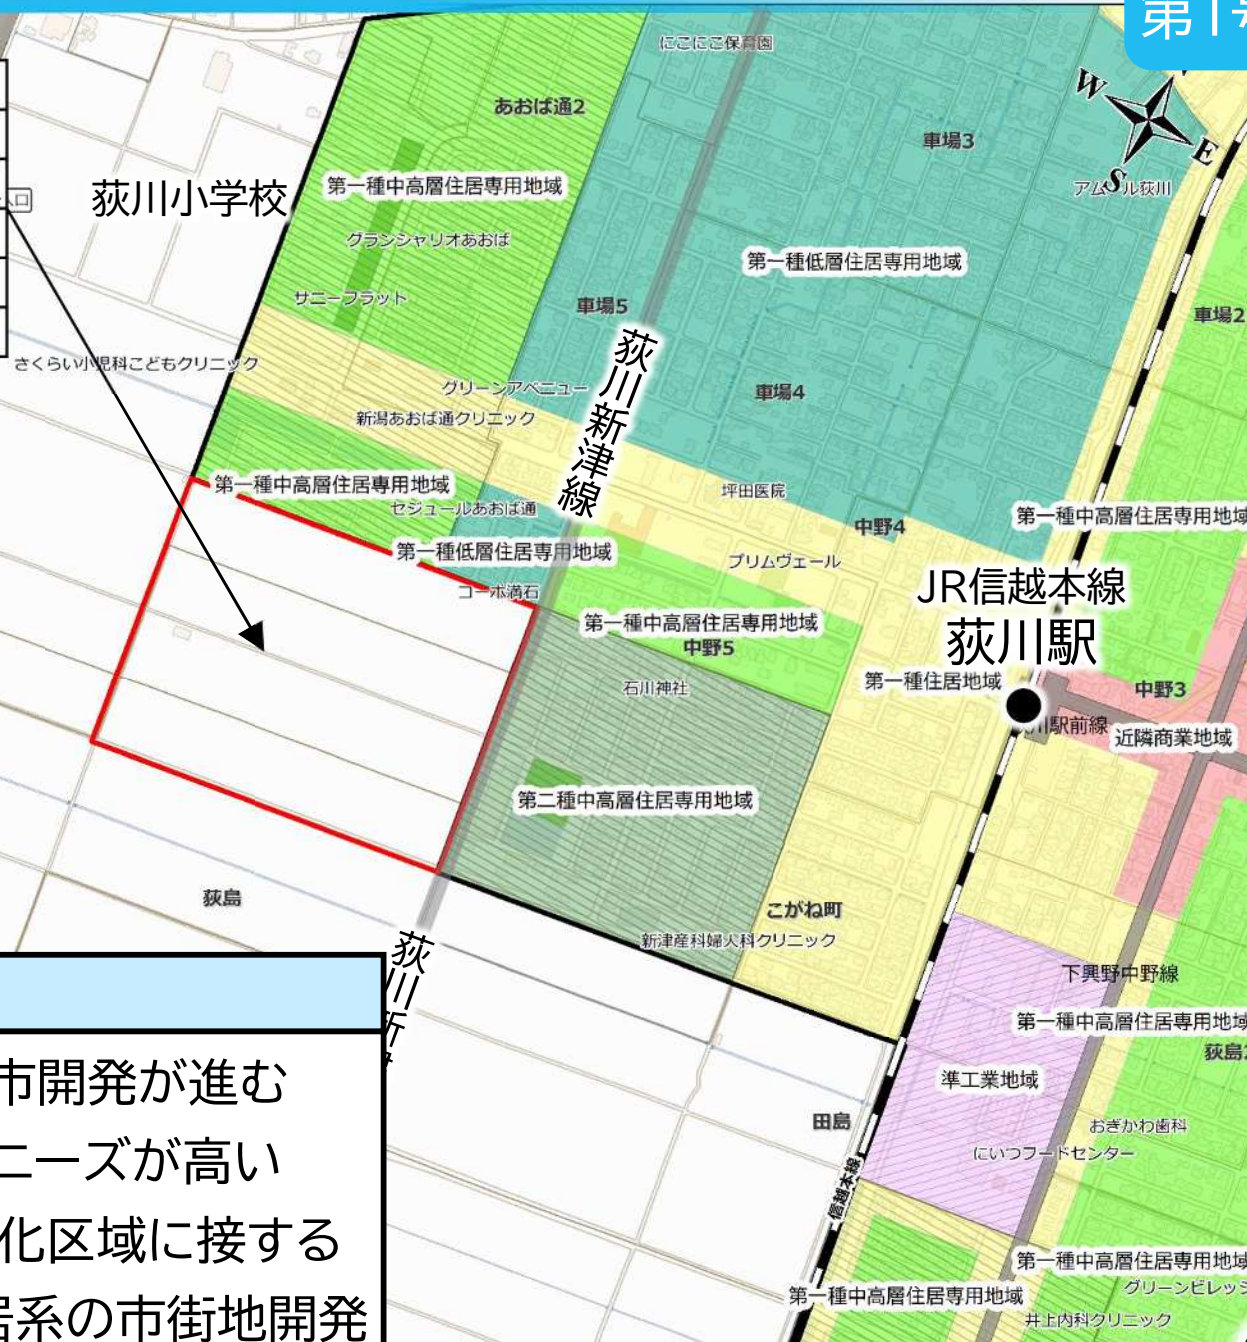 第1号
にこにこ保育園
W
E
S
あおば通2
車場3
荻川小学校
第一種中高層住居専用地域
アムール荻川
グランシャリオあおば
第一種低層住居専用地域
サニーフラット
車場5
車場2
さくらい小児科こどもクリニック
荻川新津線
グリーンアベニュー
車場4
新潟あおば通クリニック
第一種中高層住居専用地域
坪田医院
セジュールあおば通
中野4
第一種中高層住居専用地域
第一種低層住居専用地域
プリムヴェール
コーポ満石
JR信越本線
荻川駅
第一種中高層住居専用地域
中野5
第一種住居地域
石川神社
中野3
川駅前線
近隣商業地域
第二種中高層住居専用地域
荻島
こがね町
新津産科婦人科クリニック
荻川新
下興野中野線
第一種中高層住居専用地域
荻島
準工業地域
市開発が進む
ニーズが高い
化区域に接する
居系の市街地開発
田島
おぎかわ歯科
にいつフードセンター
信越本線
第一種中高層住居専用地域
グリーンビレッジ
第一種中高層住居専用地域
井上内科クリニック